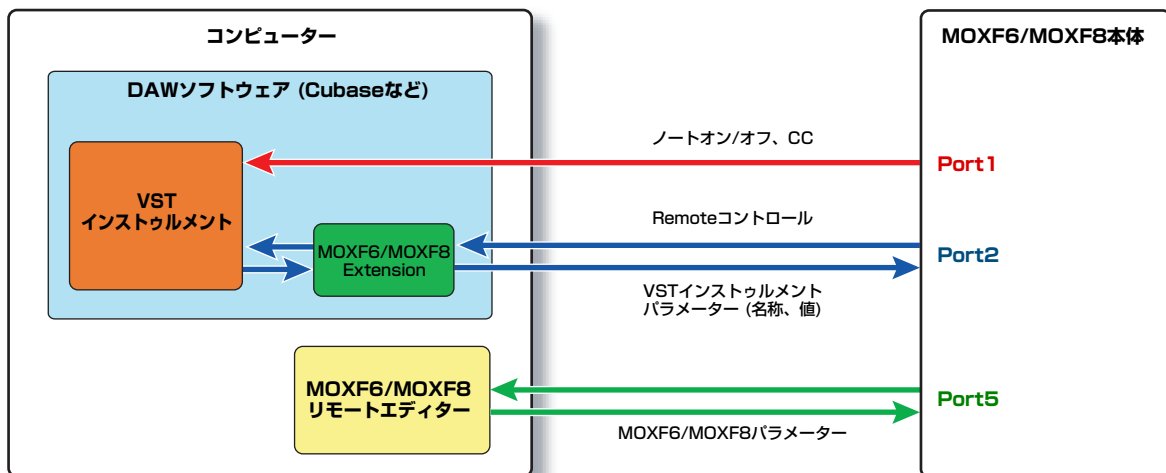 コンピューター
MOXF6/MOXF8本体
DAWソフトウェア (Cubaseなど)
ノートオン/オフ、CC
Port1
VST
インストゥルメント
Remoteコントロール
MOXF6/MOXF8
Extension
Port2
VSTインストゥルメント
パラメーター (名称、値)
MOXF6/MOXF8
リモートエディター
Port5
MOXF6/MOXF8パラメーター